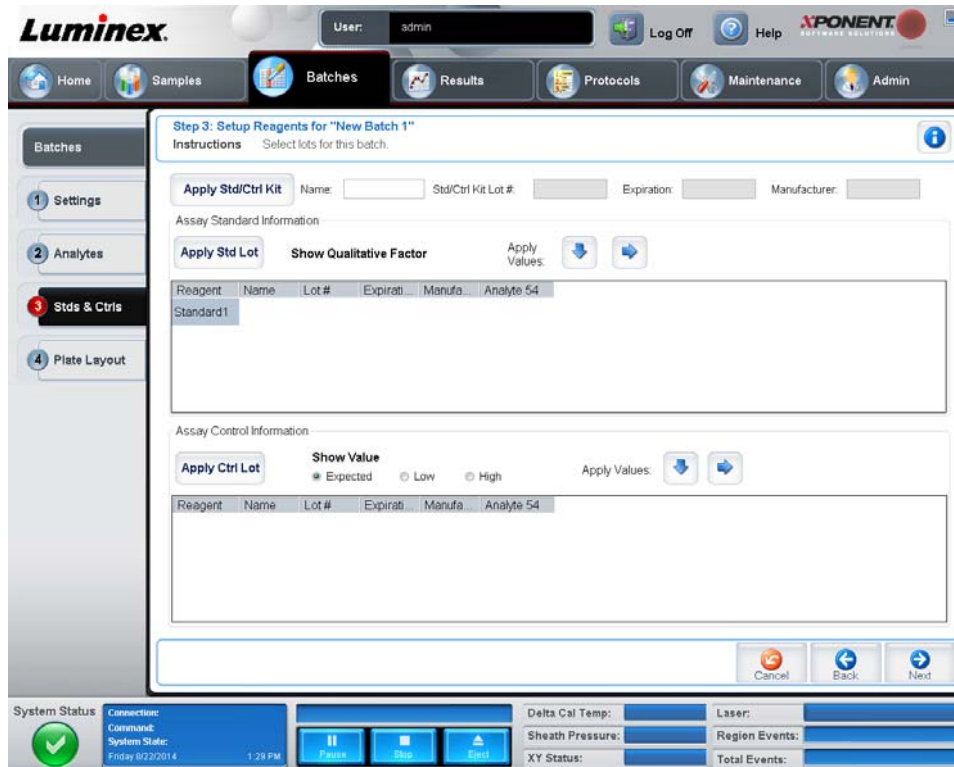 Luminex.
User: admin
Log Off
Help
XPONENT.
SOFTWARE SOLUTIONS
Home
Samples
Batches
Results
Protocols
Maintenance
Admin
Batches
1 Settings
2 Analytes
3 Stds & Ctrls
4 Plate Layout
Step 3: Setup Reagents for "New Batch 1"
Instructions Select lots for this batch.
Apply Std/Ctrl Kit Name: Std/Ctrl Kit Lot #: Expiration: Manufacturer:
Assay Standard Information
Apply Std Lot Show Qualitative Factor Apply Values:
Reagent Name Lot # Expirati... Manufa... Analyte 54
Standard1
Assay Control Information
Apply Ctrl Lot
Show Value
Expected Low High
Apply Values:
Reagent Name Lot # Expirati... Manufa... Analyte 54
Cancel
Back
Next
System Status
Connection:
Command:
System State:
Friday 8/22/2014 1:29 PM
Pause
Stop
Eject
Delta Cal Temp:
Sheath Pressure:
XY Status:
Laser:
Region Events:
Total Events: